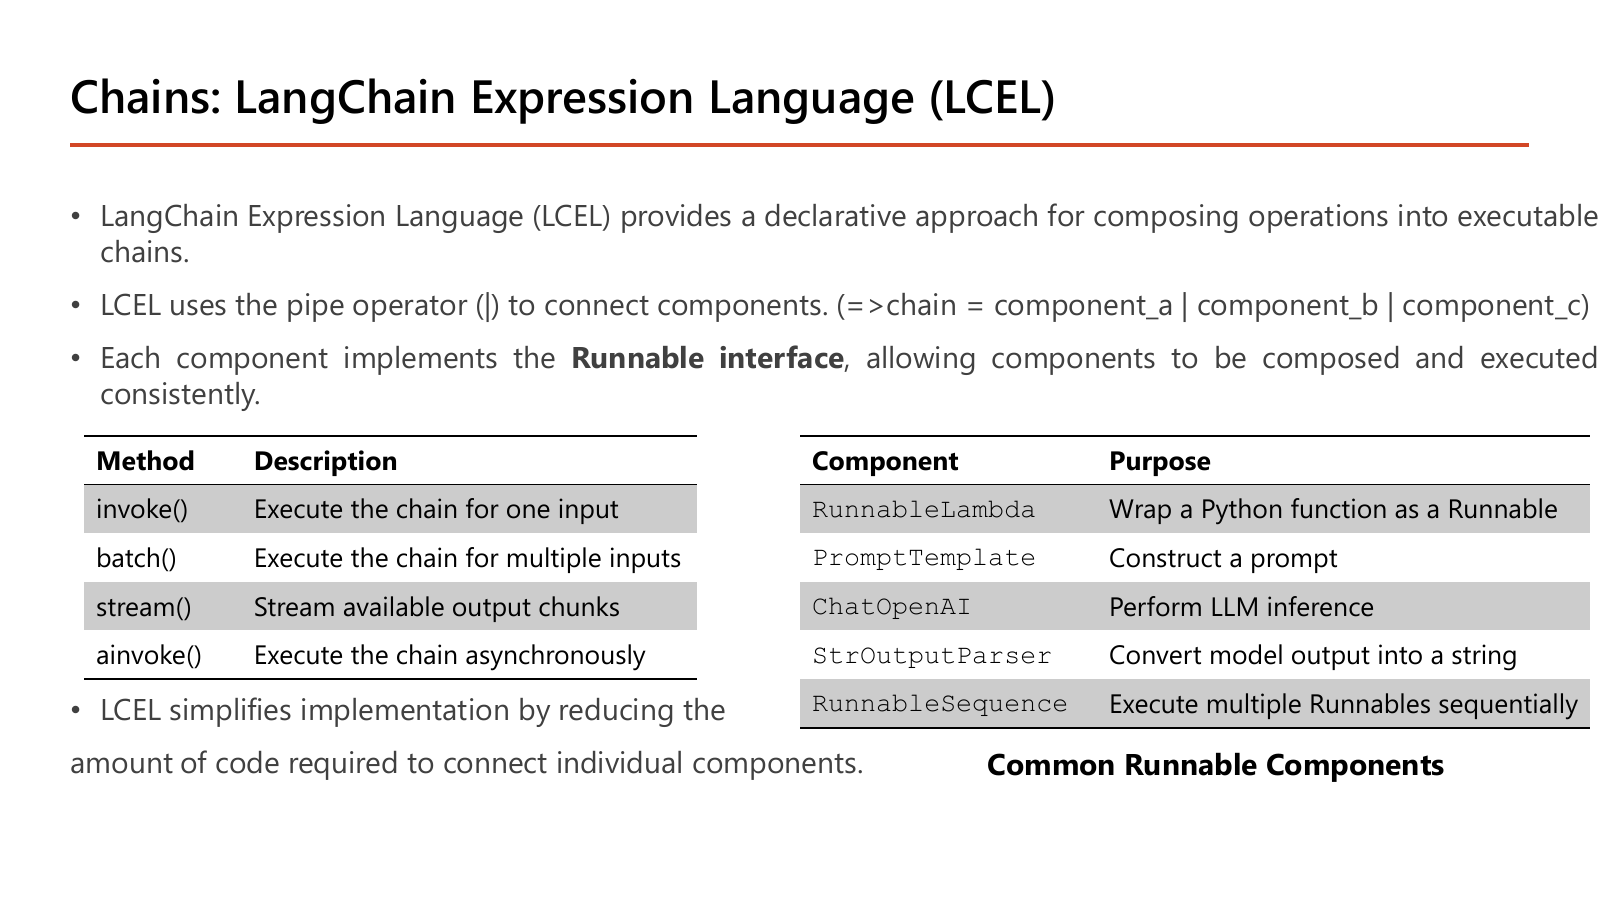 Chains: LangChain Expression Language (LCEL)
• LangChain Expression Language (LCEL) provides a declarative approach for composing operations into executable
chains.
• LCEL uses the pipe operator (|) to connect components. (=>chain = component_a | component_b | component_c)
• Each component implements the Runnable interface, allowing components to be composed and executed
consistently.
Method Description
invoke() Execute the chain for one input
batch() Execute the chain for multiple inputs
stream() Stream available output chunks
ainvoke() Execute the chain asynchronously
Component Purpose
RunnableLambda Wrap a Python function as a Runnable
PromptTemplate Construct a prompt
ChatOpenAI Perform LLM inference
StrOutputParser Convert model output into a string
RunnableSequence Execute multiple Runnables sequentially
• LCEL simplifies implementation by reducing the
amount of code required to connect individual components.
Common Runnable Components